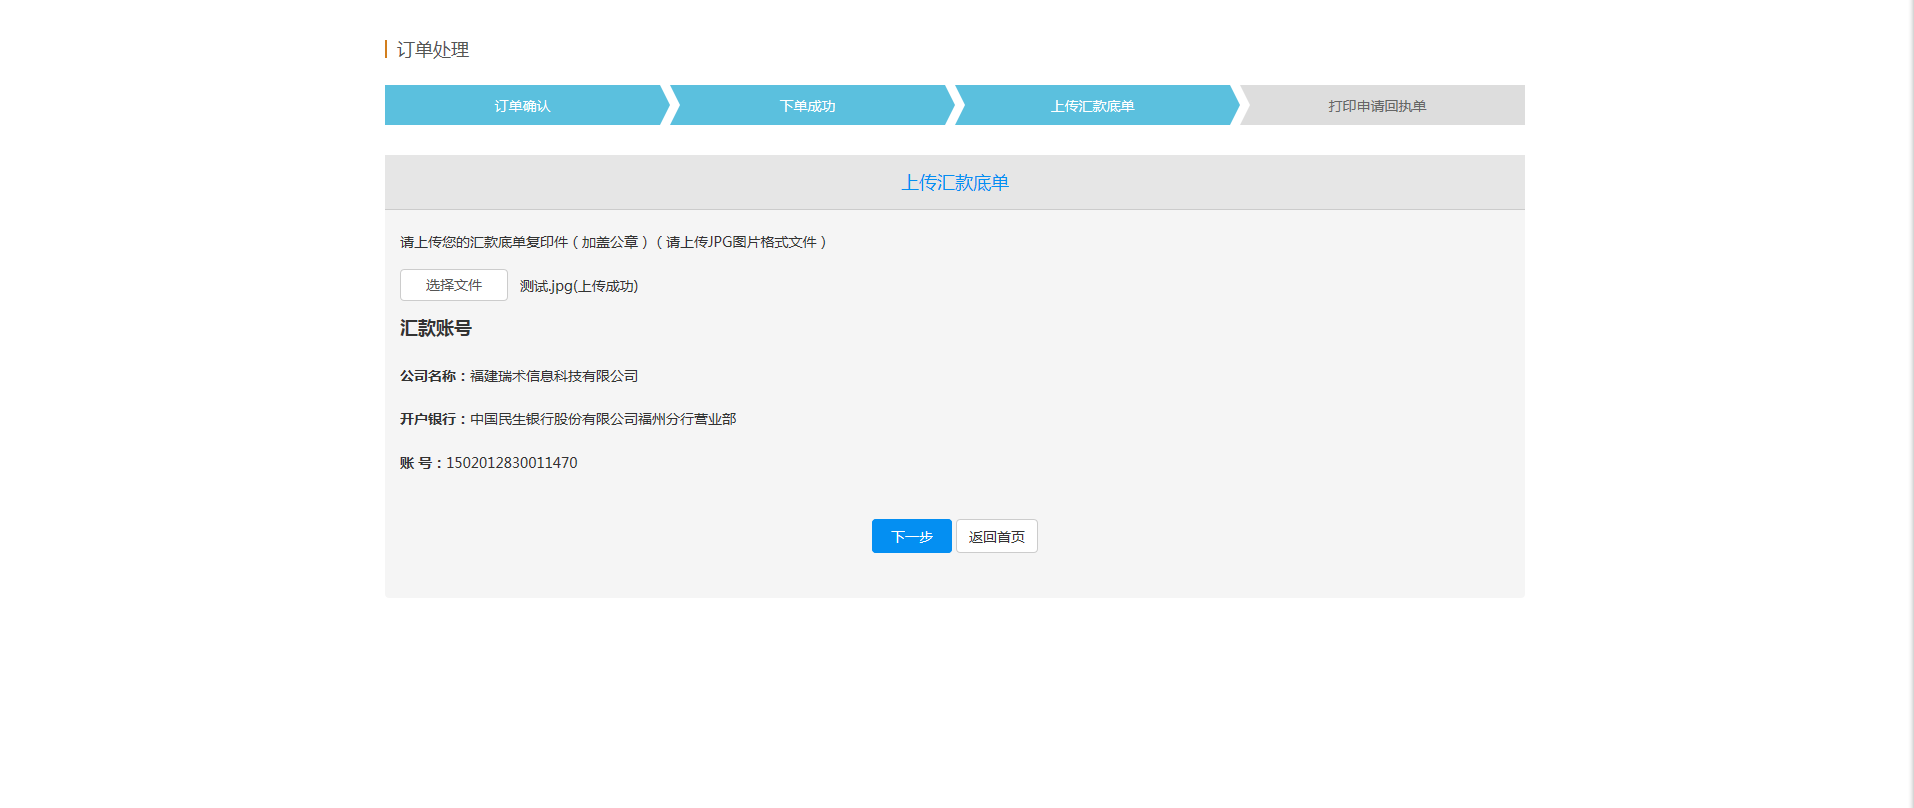 订单处理
订单确认
下单成功
上传汇款底单
打印申请回执单
上传汇款底单
请上传您的汇款底单复印件（加盖公章）（请上传JPG图片格式文件）
选择文件 测试.jpg(上传成功)
汇款账号
公司名称：福建瑞术信息科技有限公司
开户银行：中国民生银行股份有限公司福州分行营业部
账 号：1502012830011470
下一步 返回首页